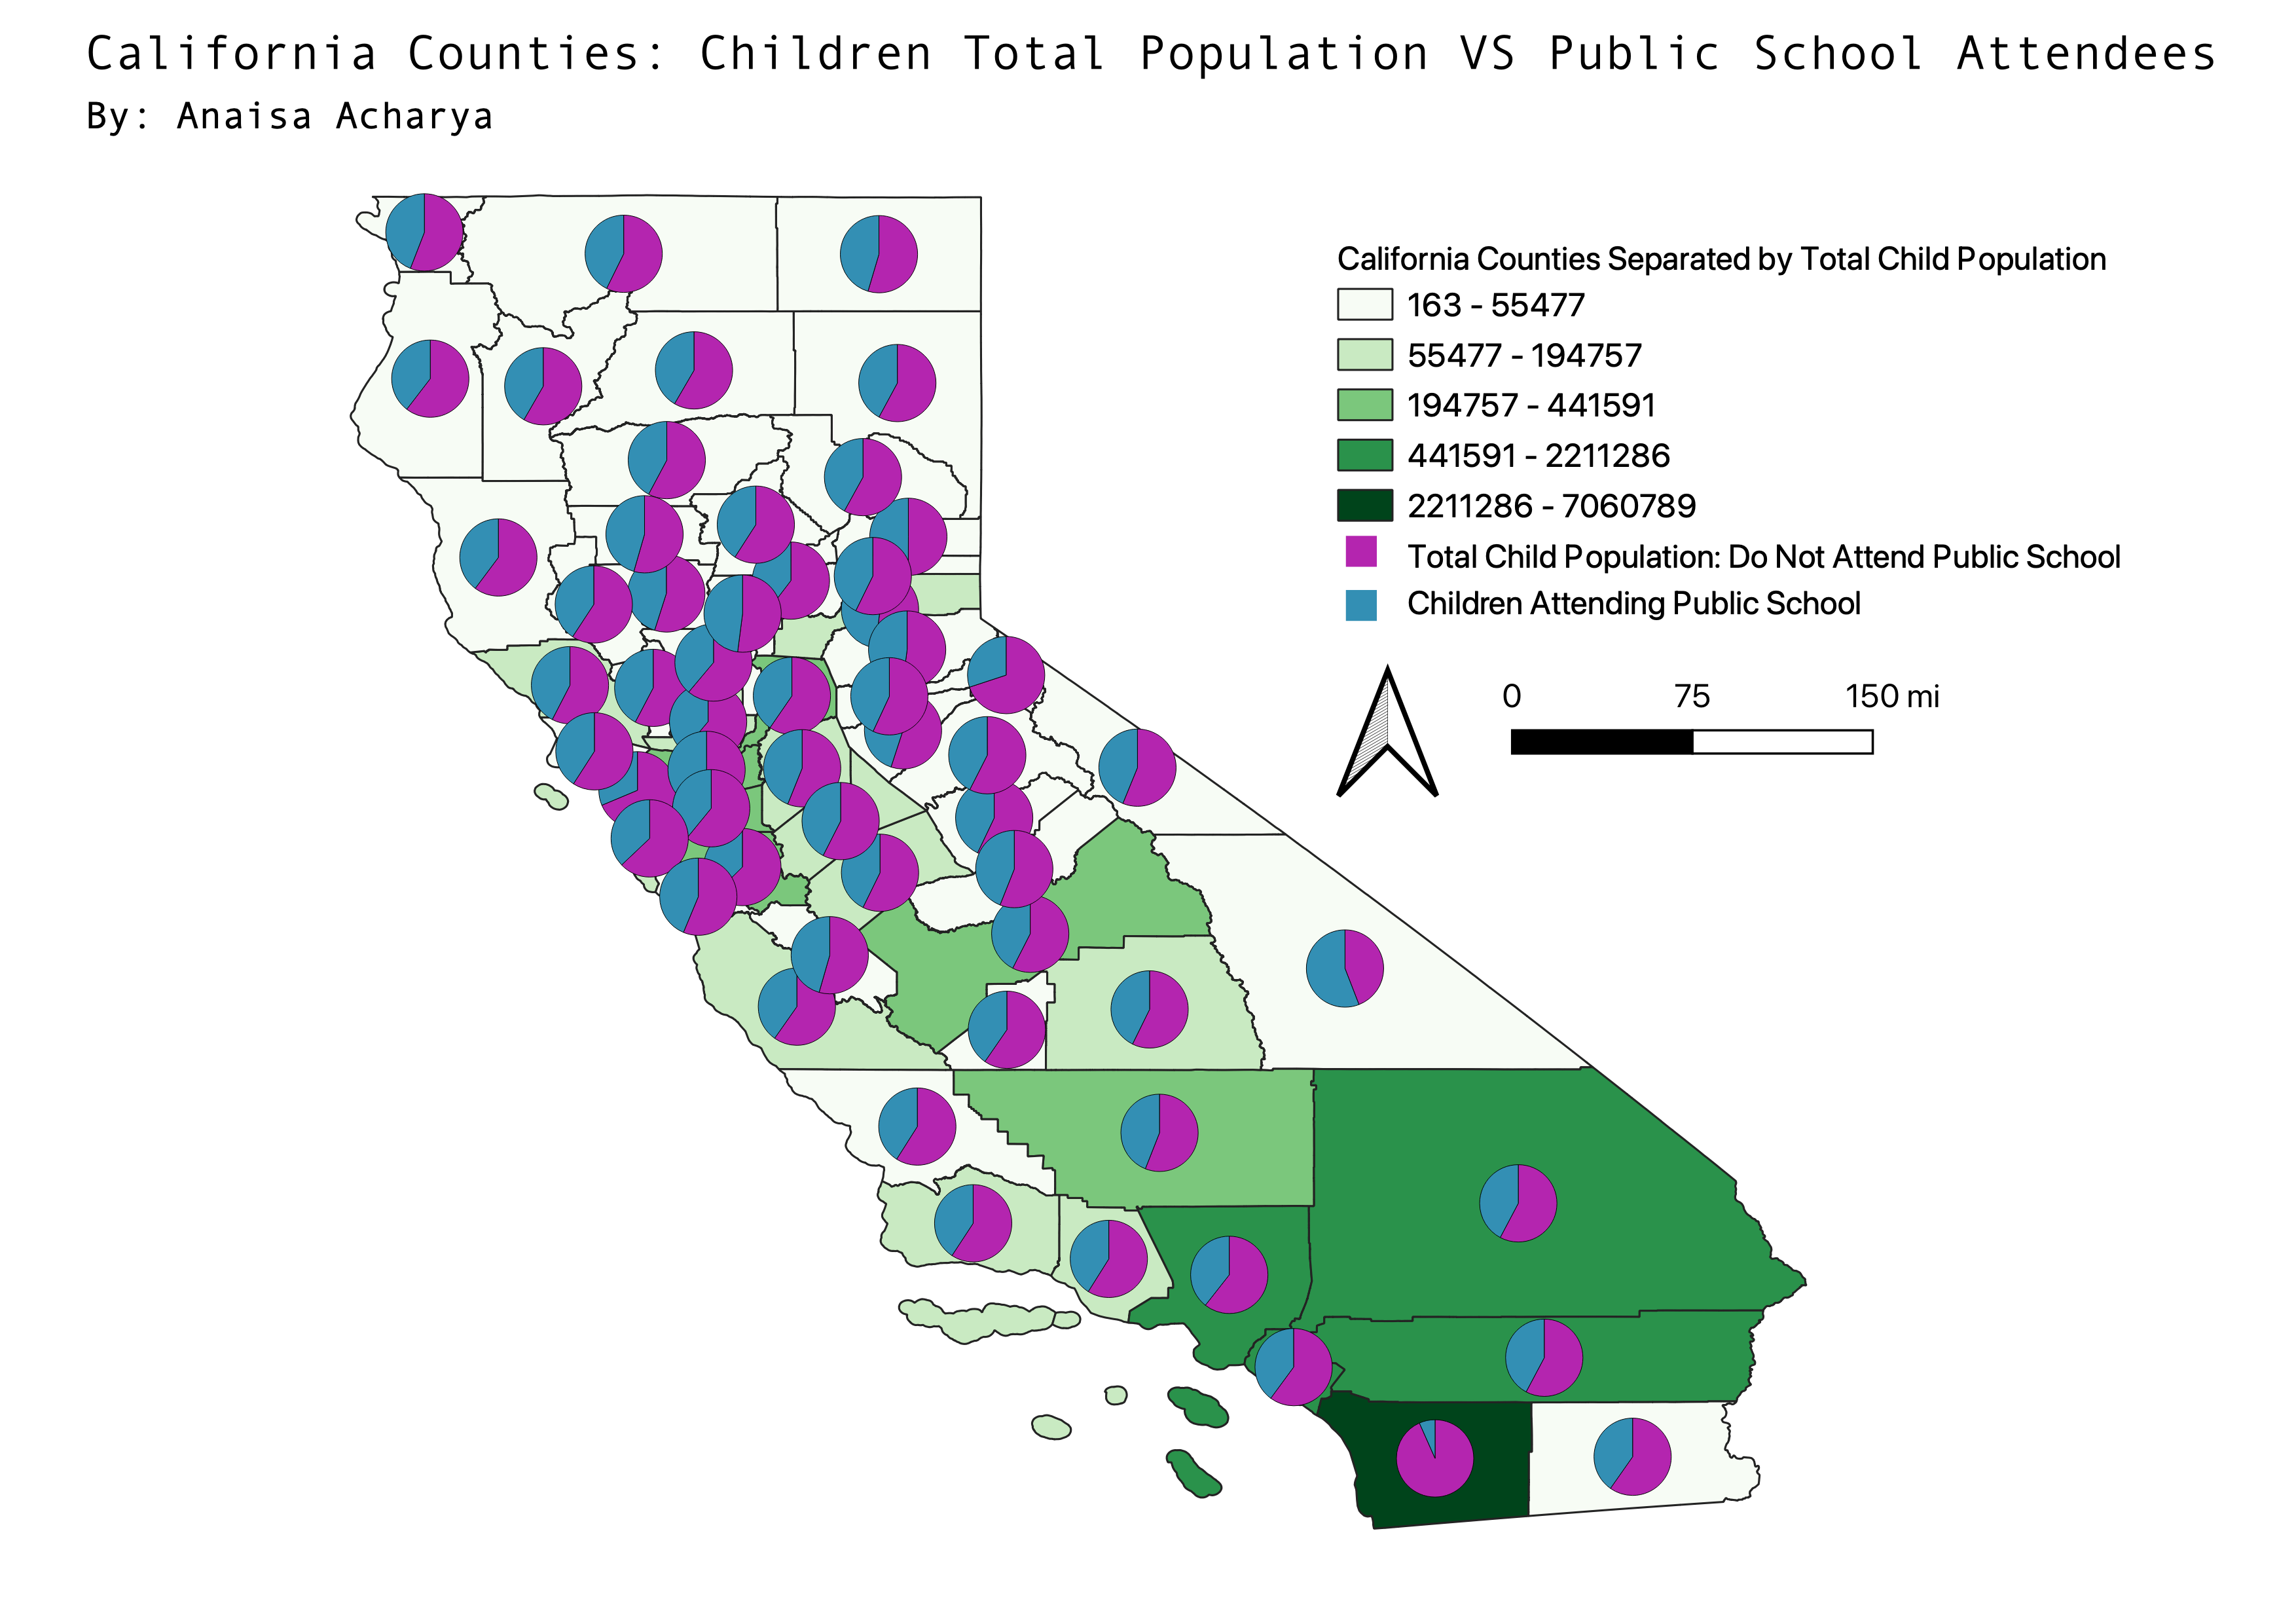 California Counties: Children Total Population VS Public School Attendees
By: Anaisa Acharya
California Counties Separated by Total Child Population
163 - 55477
55477 - 194757
194757 - 441591
441591 - 2211286
2211286 - 7060789
Total Child Population: Do Not Attend Public School
Children Attending Public School
0 75 150 mi